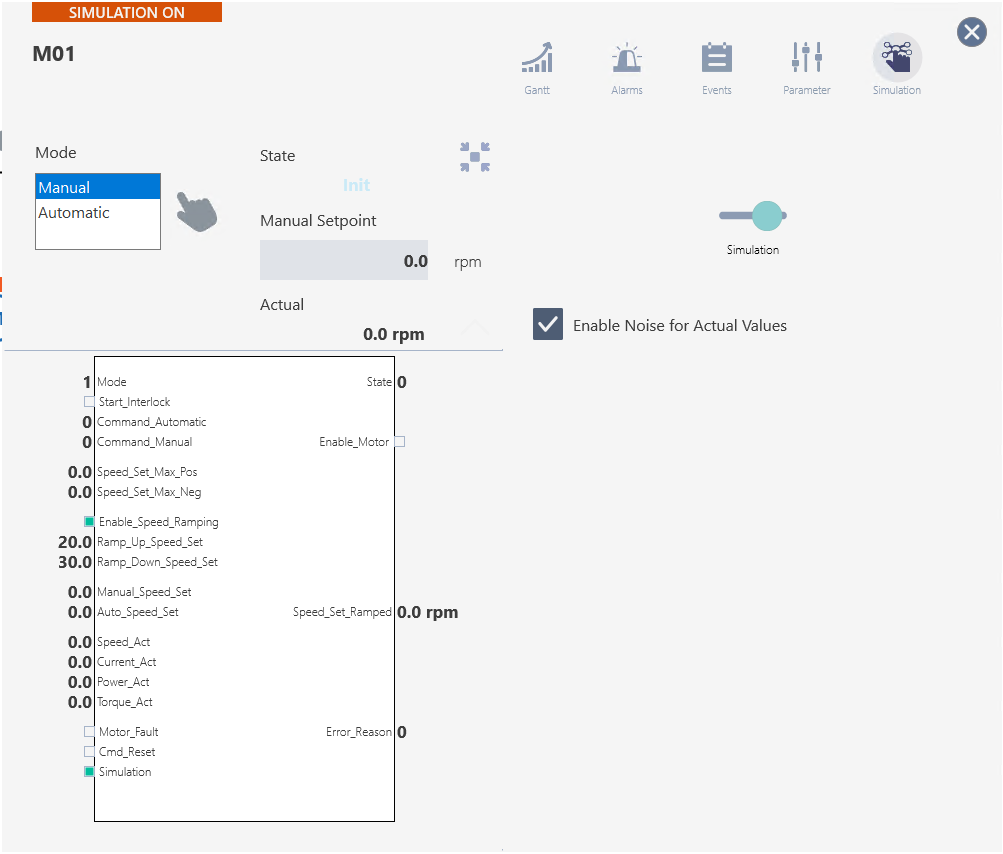 SIMULATION ON
M01
Gantt
Alarms
Events
Parameter
Simulation
Mode
Manual
Automatic
State
Init
Manual Setpoint
0.0 rpm
Actual
0.0 rpm
Simulation
Enable Noise for Actual Values
1 Mode State 0
Start_Interlock
0 Command_Automatic
0 Command_Manual Enable_Motor
0.0 Speed_Set_Max_Pos
0.0 Speed_Set_Max_Neg
Enable_Speed_Ramping
20.0 Ramp_Up_Speed_Set
30.0 Ramp_Down_Speed_Set
0.0 Manual_Speed_Set
0.0 Auto_Speed_Set Speed_Set_Ramped 0.0 rpm
0.0 Speed_Act
0.0 Current_Act
0.0 Power_Act
0.0 Torque_Act
Motor_Fault Error_Reason 0
Cmd_Reset
Simulation